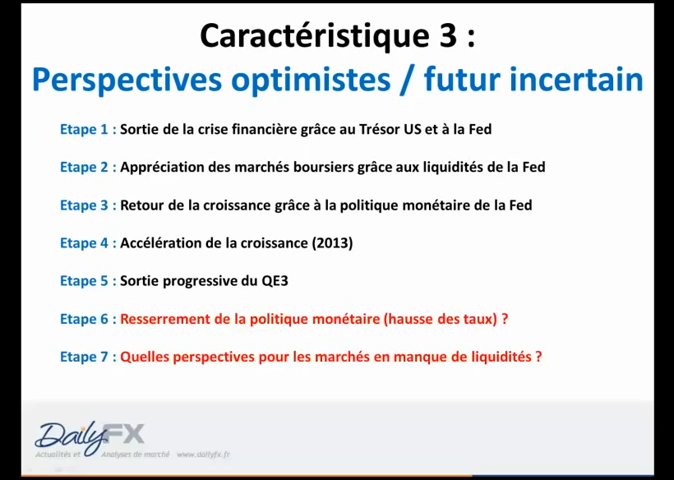 Caractéristique 3 :
Perspectives optimistes / futur incertain
Etape 1 : Sortie de la crise financière grâce au Trésor US et à la Fed
Etape 2 : Appréciation des marchés boursiers grâce aux liquidités de la Fed
Etape 3 : Retour de la croissance grâce à la politique monétaire de la Fed
Etape 4 : Accélération de la croissance (2013)
Etape 5 : Sortie progressive du QE3
Etape 6 : Resserrement de la politique monétaire (hausse des taux) ?
Etape 7 : Quelles perspectives pour les marchés en manque de liquidités ?
DailyFX
Actualités et Analyses de marché www.dailyfx.fr